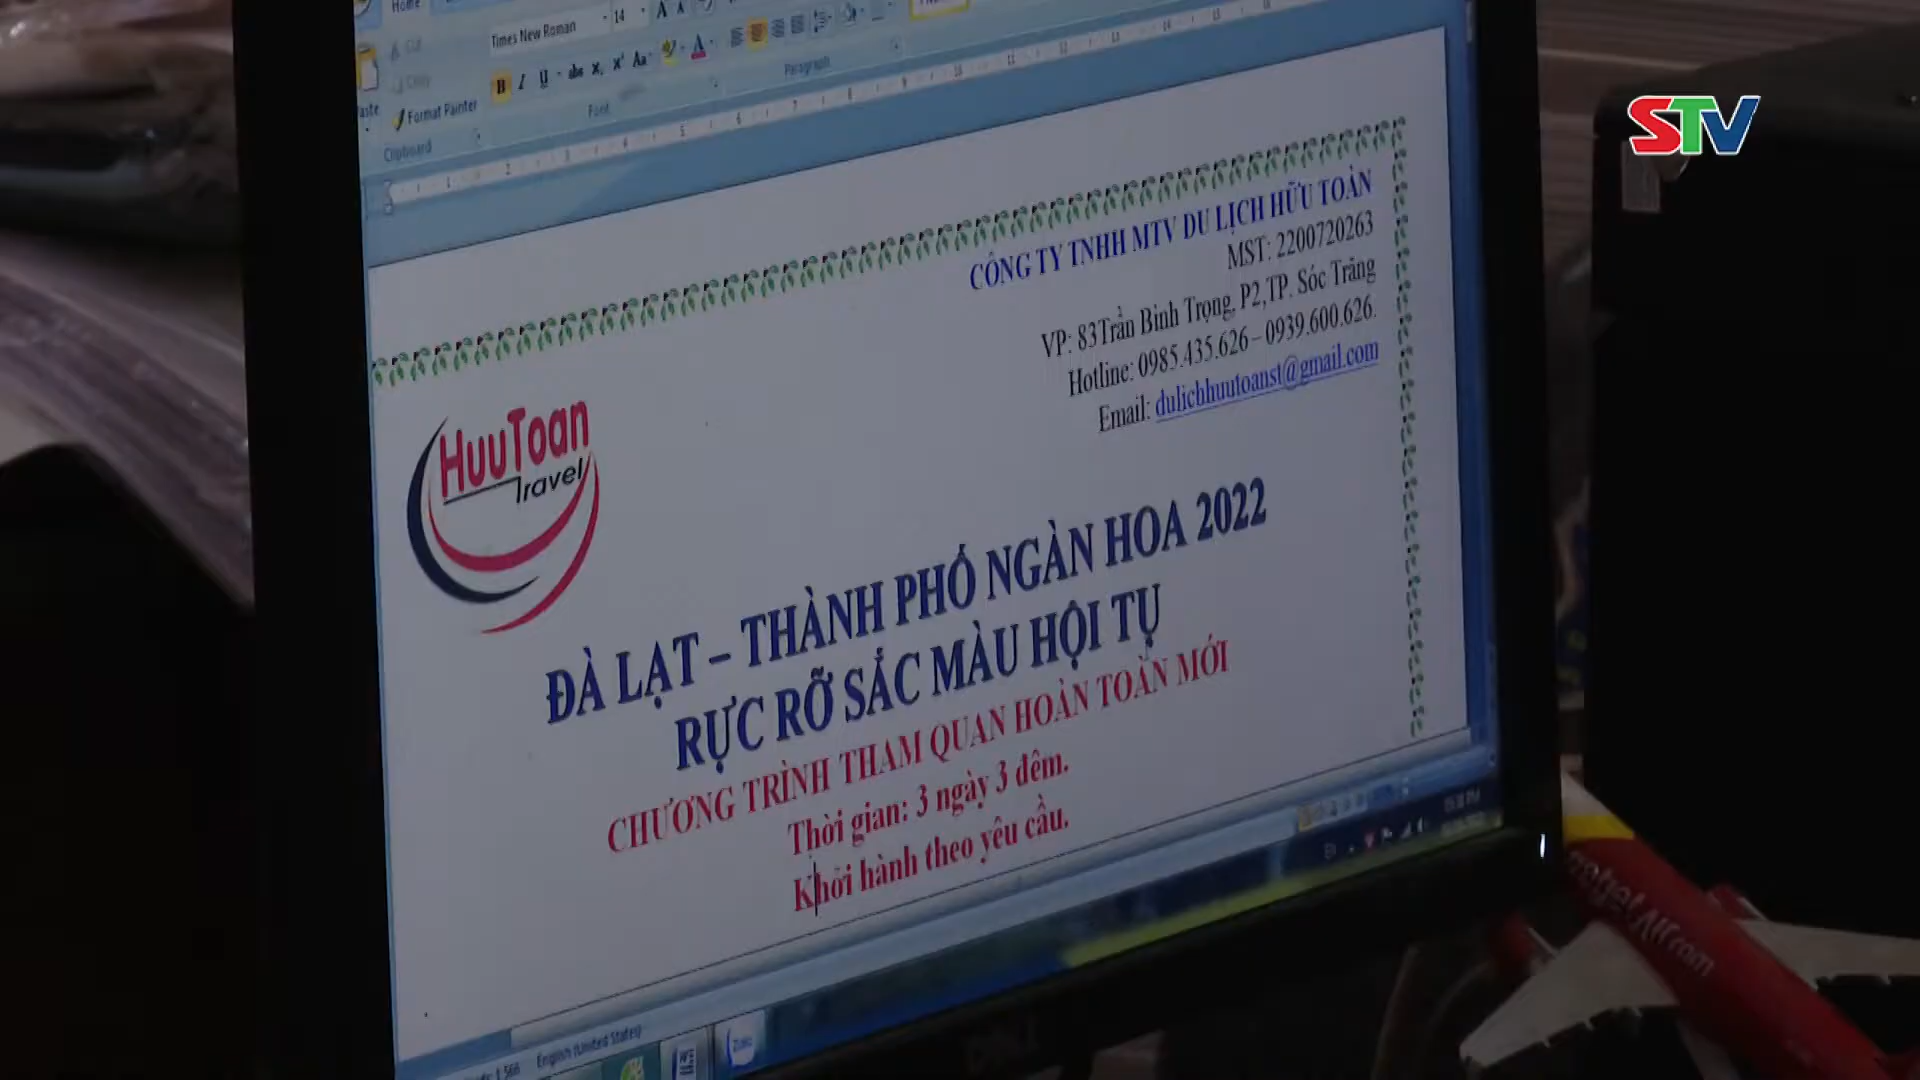 Home
Times New Roman
14
STV
Cut
Copy
Format Painter
Clipboard
Font
Paragraph
CÔNG TY TNHH MTV DU LỊCH HỮU TOÀN
MST: 2200720263
VP: 83Trần Bình Trọng, P2,TP. Sóc Trăng
Hotline: 0985.435.626 – 0939.600.626.
Email: dulichhuutoanst@gmail.com
HuuToan
Travel
ĐÀ LẠT – THÀNH PHỐ NGÀN HOA 2022
RỰC RỠ SẮC MÀU HỘI TỤ
CHƯƠNG TRÌNH THAM QUAN HOÀN TOÀN MỚI
Thời gian: 3 ngày 3 đêm.
Khởi hành theo yêu cầu.
English (United States)
Zalo